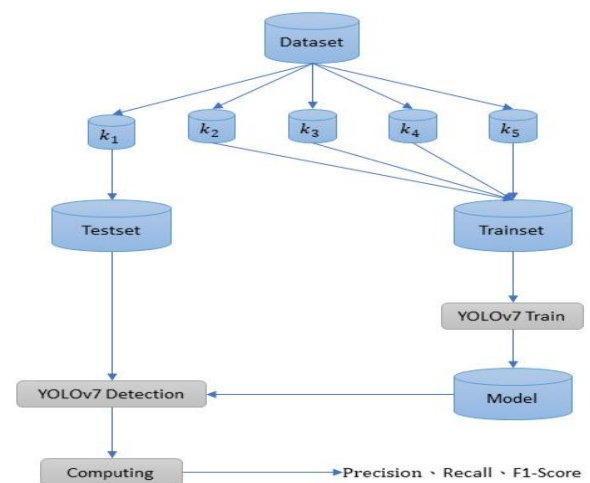 Dataset
k₁
k₂
k₃
k₄
k₅
Testset
Trainset
YOLOv7 Train
YOLOv7 Detection
Model
Computing
Precision、Recall、F1-Score